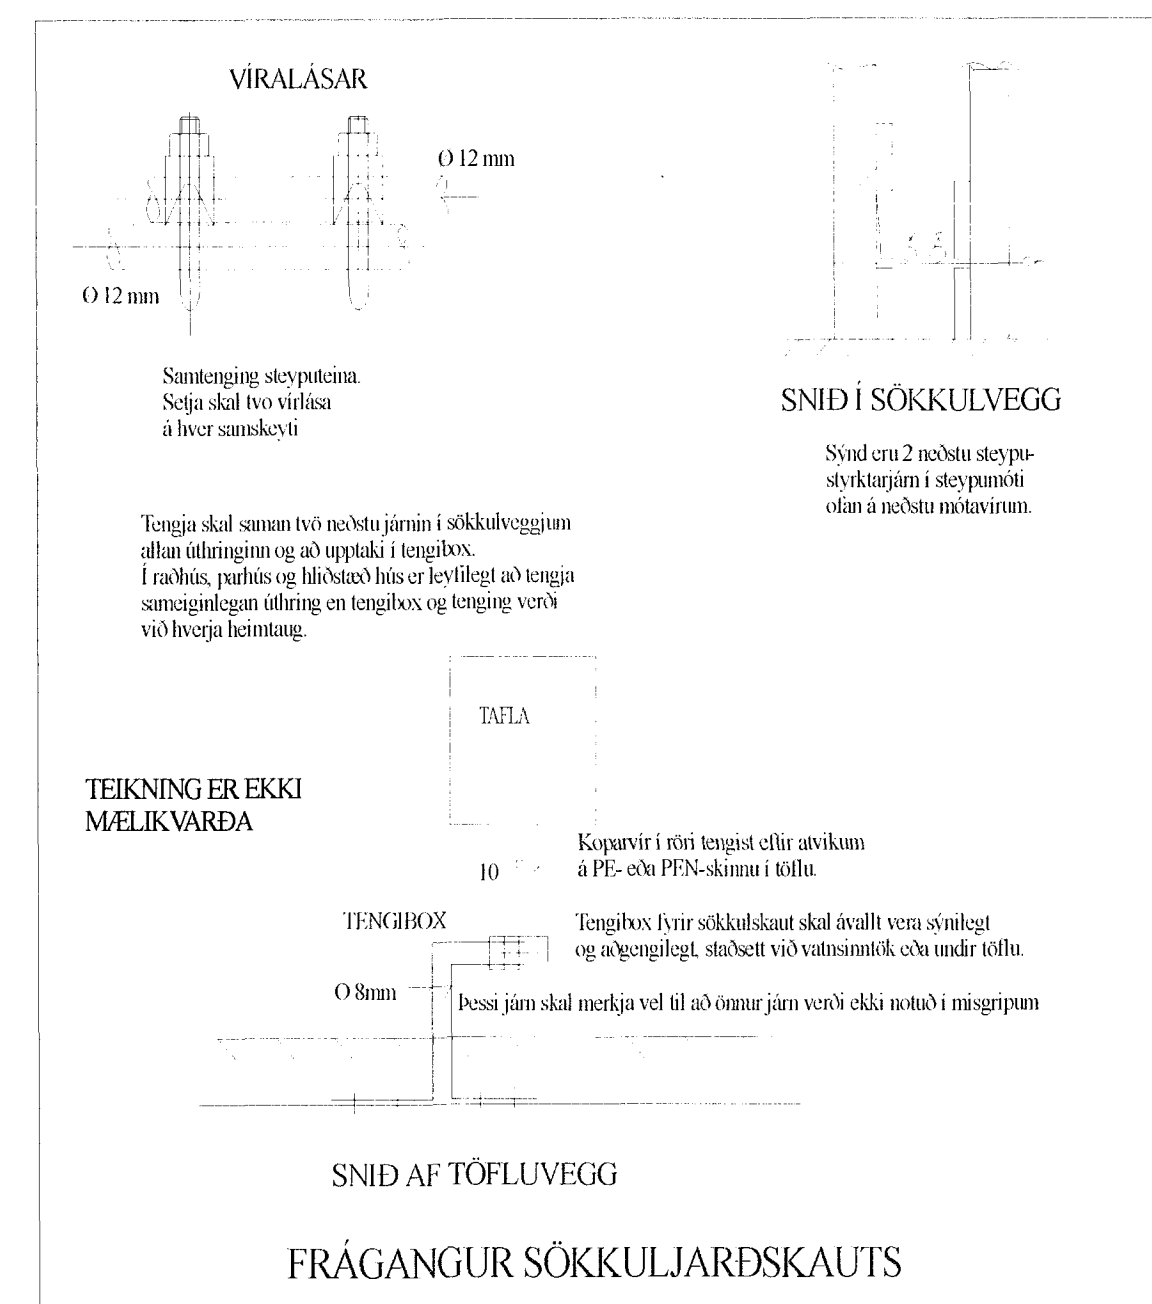 VÍRALÁSAR
Ø 12 mm
Ø 12 mm
Samtenging steyputeina.
Setja skal tvo vírlása
á hver samskeyti
SNIÐ Í SÖKKULVEGG
Sýnd eru 2 neðstu steypu-
styrktarjárn í steypumóti
ofan á neðstu mótavírum.
Tengja skal saman tvö neðstu járnin í sökkulveggjum
allan úthringinn og að upptaki í tengibox.
Í raðhús, parhús og hliðstæð hús er leyfilegt að tengja
sameiginlegan úthring en tengibox og tenging verði
við hverja heimtaug.
TAFLA
TEIKNING ER EKKI
MÆLIKVARÐA
Koparvír í röri tengist eftir atvikum
á PE- eða PEN-skinnu í töflu.
10
TENGIBOX
Tengibox fyrir sökkulskaut skal ávallt vera sýnilegt
og aðgengilegt, staðsett við vatnsinntök eða undir töflu.
Ø 8mm
Þessi járn skal merkja vel til að önnur járn verði ekki notuð í misgripum
SNIÐ AF TÖFLUVEGG
FRÁGANGUR SÖKKULJARÐSKAUTS